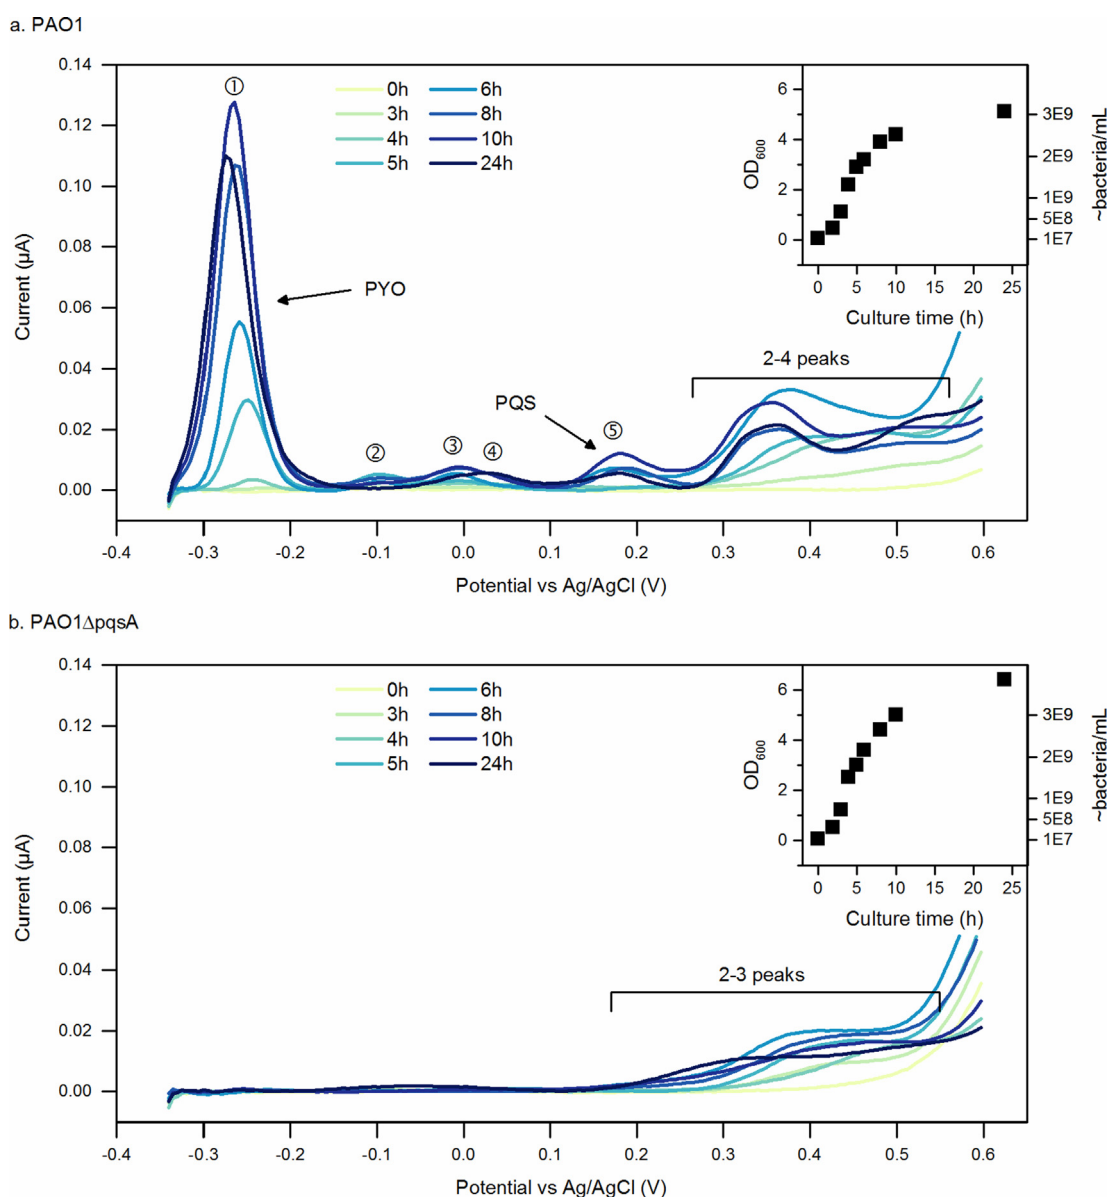 a. PAO1
0.14
0.12
0.10
0.08
0.06
0.04
0.02
0.00
Current (µA)
①
PYO
②
③
④
PQS
⑤
2-4 peaks
0h 6h
3h 8h
4h 10h
5h 24h
6
4
2
0
OD600
3E9
2E9
1E9
5E8
1E7
~bacteria/mL
0 5 10 15 20 25
Culture time (h)
-0.4 -0.3 -0.2 -0.1 0.0 0.1 0.2 0.3 0.4 0.5 0.6
Potential vs Ag/AgCl (V)
b. PAO1ΔpqsA
0.14
0.12
0.10
0.08
0.06
0.04
0.02
0.00
Current (µA)
0h 6h
3h 8h
4h 10h
5h 24h
2-3 peaks
6
4
2
0
OD600
3E9
2E9
1E9
5E8
1E7
~bacteria/mL
0 5 10 15 20 25
Culture time (h)
-0.4 -0.3 -0.2 -0.1 0.0 0.1 0.2 0.3 0.4 0.5 0.6
Potential vs Ag/AgCl (V)